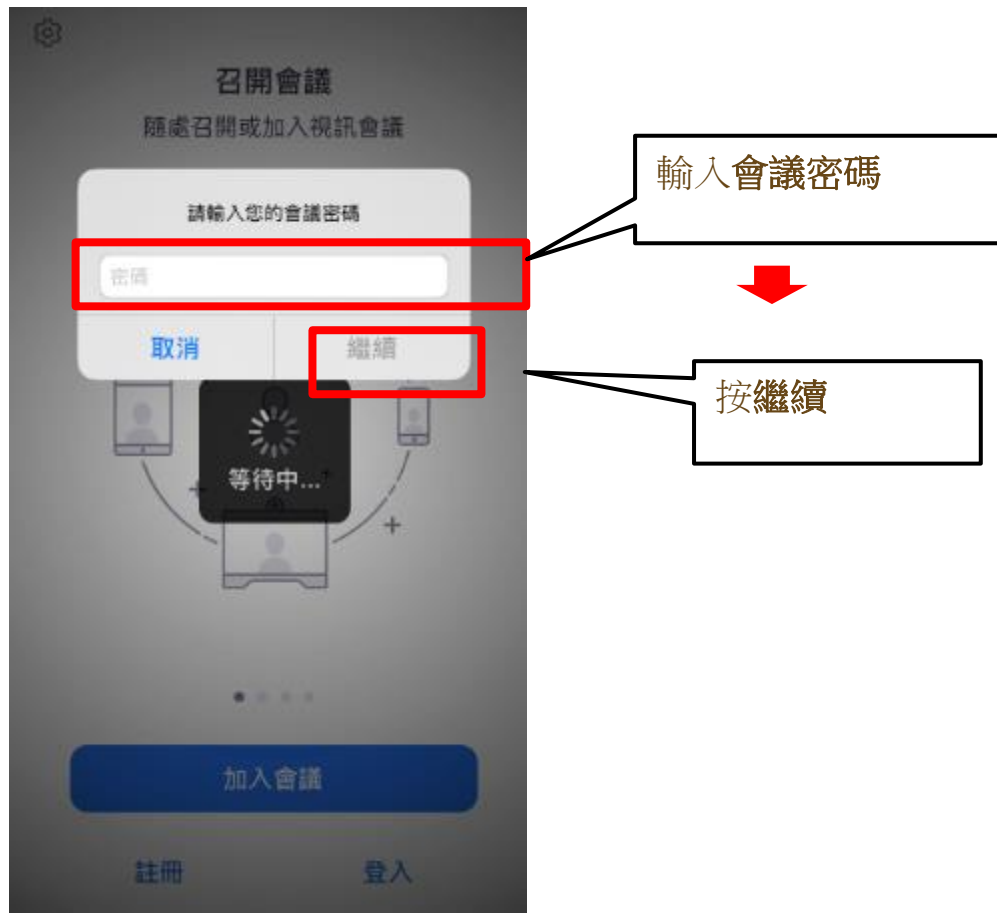 召開會議
隨處召開或加入視訊會議
請輸入您的會議密碼
密碼
取消
繼續
等待中...
加入會議
註冊
登入
輸入會議密碼
按繼續